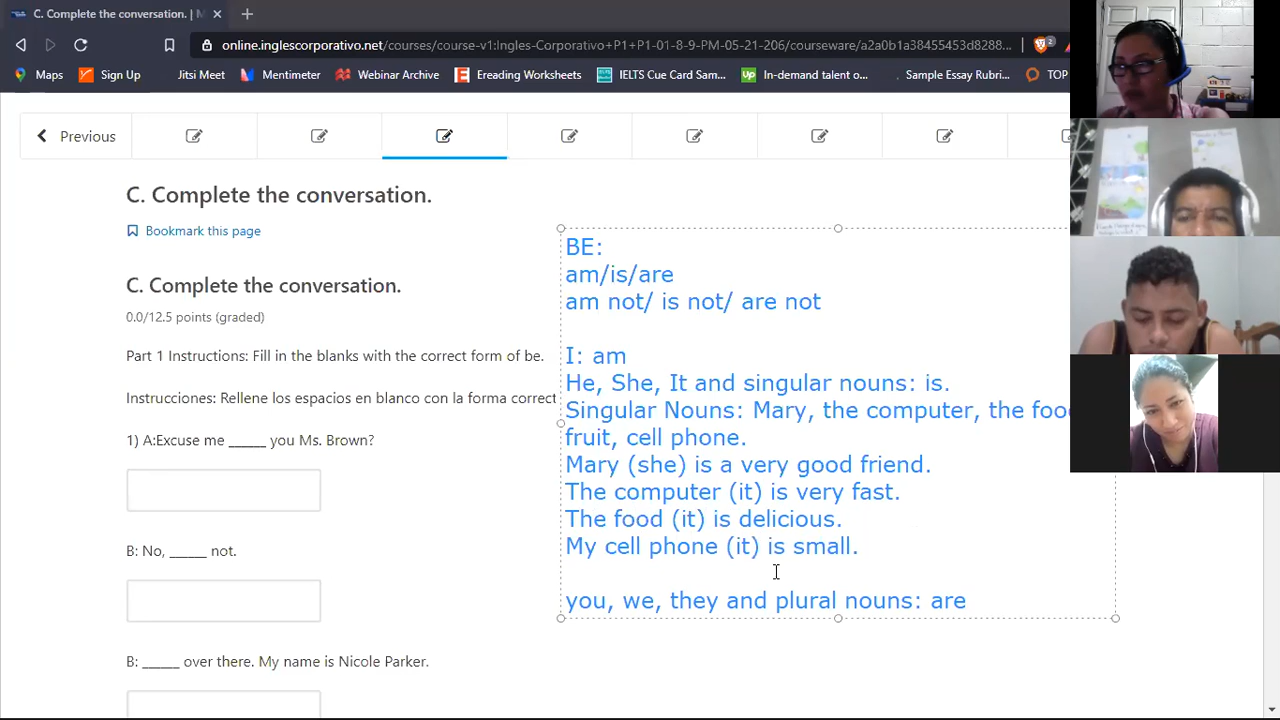 C. Complete the conversation. | M
online.inglescorporativo.net/courses/course-v1:Ingles-Corporativo+P1+P1-01-8-9-PM-05-21-206/courseware/a2a0b1a38455453d8288...
2
Maps
Sign Up
Jitsi Meet
Mentimeter
Webinar Artwork
Ersrating Worksheets
IELTS Cue Card Sam...
In-demand talent o...
Sample Essay Rubri...
TOP
Previous
C. Complete the conversation.
Bookmark this page
C. Complete the conversation.
0.0/12.5 points (graded)
Part 1 Instructions: Fill in the blanks with the correct form of be.
Instrucciones: Rellene los espacios en blanco con la forma correct
1) A:Excuse me ______ you Ms. Brown?
B: No, ______ not.
B: ______ over there. My name is Nicole Parker.
BE:
am/is/are
am not/ is not/ are not
I: am
He, She, It and singular nouns: is.
Singular Nouns: Mary, the computer, the food
fruit, cell phone.
Mary (she) is a very good friend.
The computer (it) is very fast.
The food (it) is delicious.
My cell phone (it) is small.
you, we, they and plural nouns: are